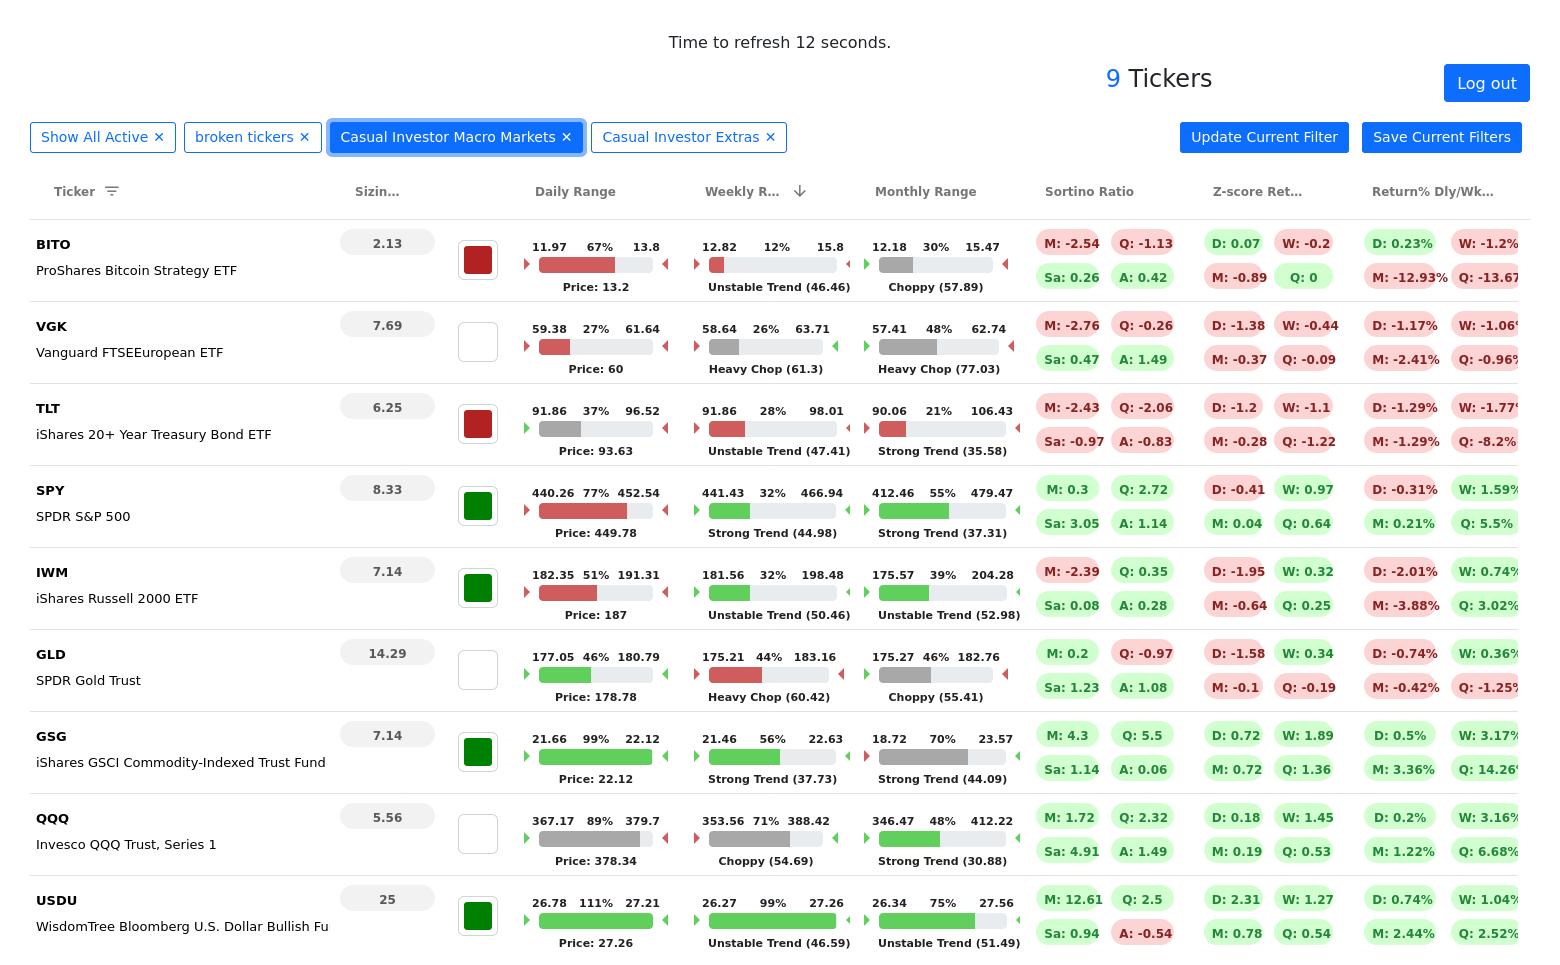 Time to refresh 12 seconds.
9 Tickers
Log out
Show All Active ✕ broken tickers ✕ Casual Investor Macro Markets ✕ Casual Investor Extras ✕ Update Current Filter Save Current Filters
Ticker Sizin... Daily Range Weekly R... Monthly Range Sortino Ratio Z-score Ret... Return% Dly/Wk...
BITO 2.13 11.97 67% 13.8 12.82 12% 15.8 12.18 30% 15.47 M: -2.54 Q: -1.13 D: 0.07 W: -0.2 D: 0.23% W: -1.2%
ProShares Bitcoin Strategy ETF Sa: 0.26 A: 0.42 M: -0.89 Q: 0 M: -12.93% Q: -13.67
Price: 13.2 Unstable Trend (46.46) Choppy (57.89)
VGK 7.69 59.38 27% 61.64 58.64 26% 63.71 57.41 48% 62.74 M: -2.76 Q: -0.26 D: -1.38 W: -0.44 D: -1.17% W: -1.06%
Vanguard FTSEEuropean ETF Sa: 0.47 A: 1.49 M: -0.37 Q: -0.09 M: -2.41% Q: -0.96%
Price: 60 Heavy Chop (61.3) Heavy Chop (77.03)
TLT 6.25 91.86 37% 96.52 91.86 28% 98.01 90.06 21% 106.43 M: -2.43 Q: -2.06 D: -1.2 W: -1.1 D: -1.29% W: -1.77%
iShares 20+ Year Treasury Bond ETF Sa: -0.97 A: -0.83 M: -0.28 Q: -1.22 M: -1.29% Q: -8.2%
Price: 93.63 Unstable Trend (47.41) Strong Trend (35.58)
SPY 8.33 440.26 77% 452.54 441.43 32% 466.94 412.46 55% 479.47 M: 0.3 Q: 2.72 D: -0.41 W: 0.97 D: -0.31% W: 1.59%
SPDR S&P 500 Sa: 3.05 A: 1.14 M: 0.04 Q: 0.64 M: 0.21% Q: 5.5%
Price: 449.78 Strong Trend (44.98) Strong Trend (37.31)
IWM 7.14 182.35 51% 191.31 181.56 32% 198.48 175.57 39% 204.28 M: -2.39 Q: 0.35 D: -1.95 W: 0.32 D: -2.01% W: 0.74%
iShares Russell 2000 ETF Sa: 0.08 A: 0.28 M: -0.64 Q: 0.25 M: -3.88% Q: 3.02%
Price: 187 Unstable Trend (50.46) Unstable Trend (52.98)
GLD 14.29 177.05 46% 180.79 175.21 44% 183.16 175.27 46% 182.76 M: 0.2 Q: -0.97 D: -1.58 W: 0.34 D: -0.74% W: 0.36%
SPDR Gold Trust Sa: 1.23 A: 1.08 M: -0.1 Q: -0.19 M: -0.42% Q: -1.25%
Price: 178.78 Heavy Chop (60.42) Choppy (55.41)
GSG 7.14 21.66 99% 22.12 21.46 56% 22.63 18.72 70% 23.57 M: 4.3 Q: 5.5 D: 0.72 W: 1.89 D: 0.5% W: 3.17%
iShares GSCI Commodity-Indexed Trust Fund Sa: 1.14 A: 0.06 M: 0.72 Q: 1.36 M: 3.36% Q: 14.26%
Price: 22.12 Strong Trend (37.73) Strong Trend (44.09)
QQQ 5.56 367.17 89% 379.7 353.56 71% 388.42 346.47 48% 412.22 M: 1.72 Q: 2.32 D: 0.18 W: 1.45 D: 0.2% W: 3.16%
Invesco QQQ Trust, Series 1 Sa: 4.91 A: 1.49 M: 0.19 Q: 0.53 M: 1.22% Q: 6.68%
Price: 378.34 Choppy (54.69) Strong Trend (30.88)
USDU 25 26.78 111% 27.21 26.27 99% 27.26 26.34 75% 27.56 M: 12.61 Q: 2.5 D: 2.31 W: 1.27 D: 0.74% W: 1.04%
WisdomTree Bloomberg U.S. Dollar Bullish Fu Sa: 0.94 A: -0.54 M: 0.78 Q: 0.54 M: 2.44% Q: 2.52%
Price: 27.26 Unstable Trend (46.59) Unstable Trend (51.49)